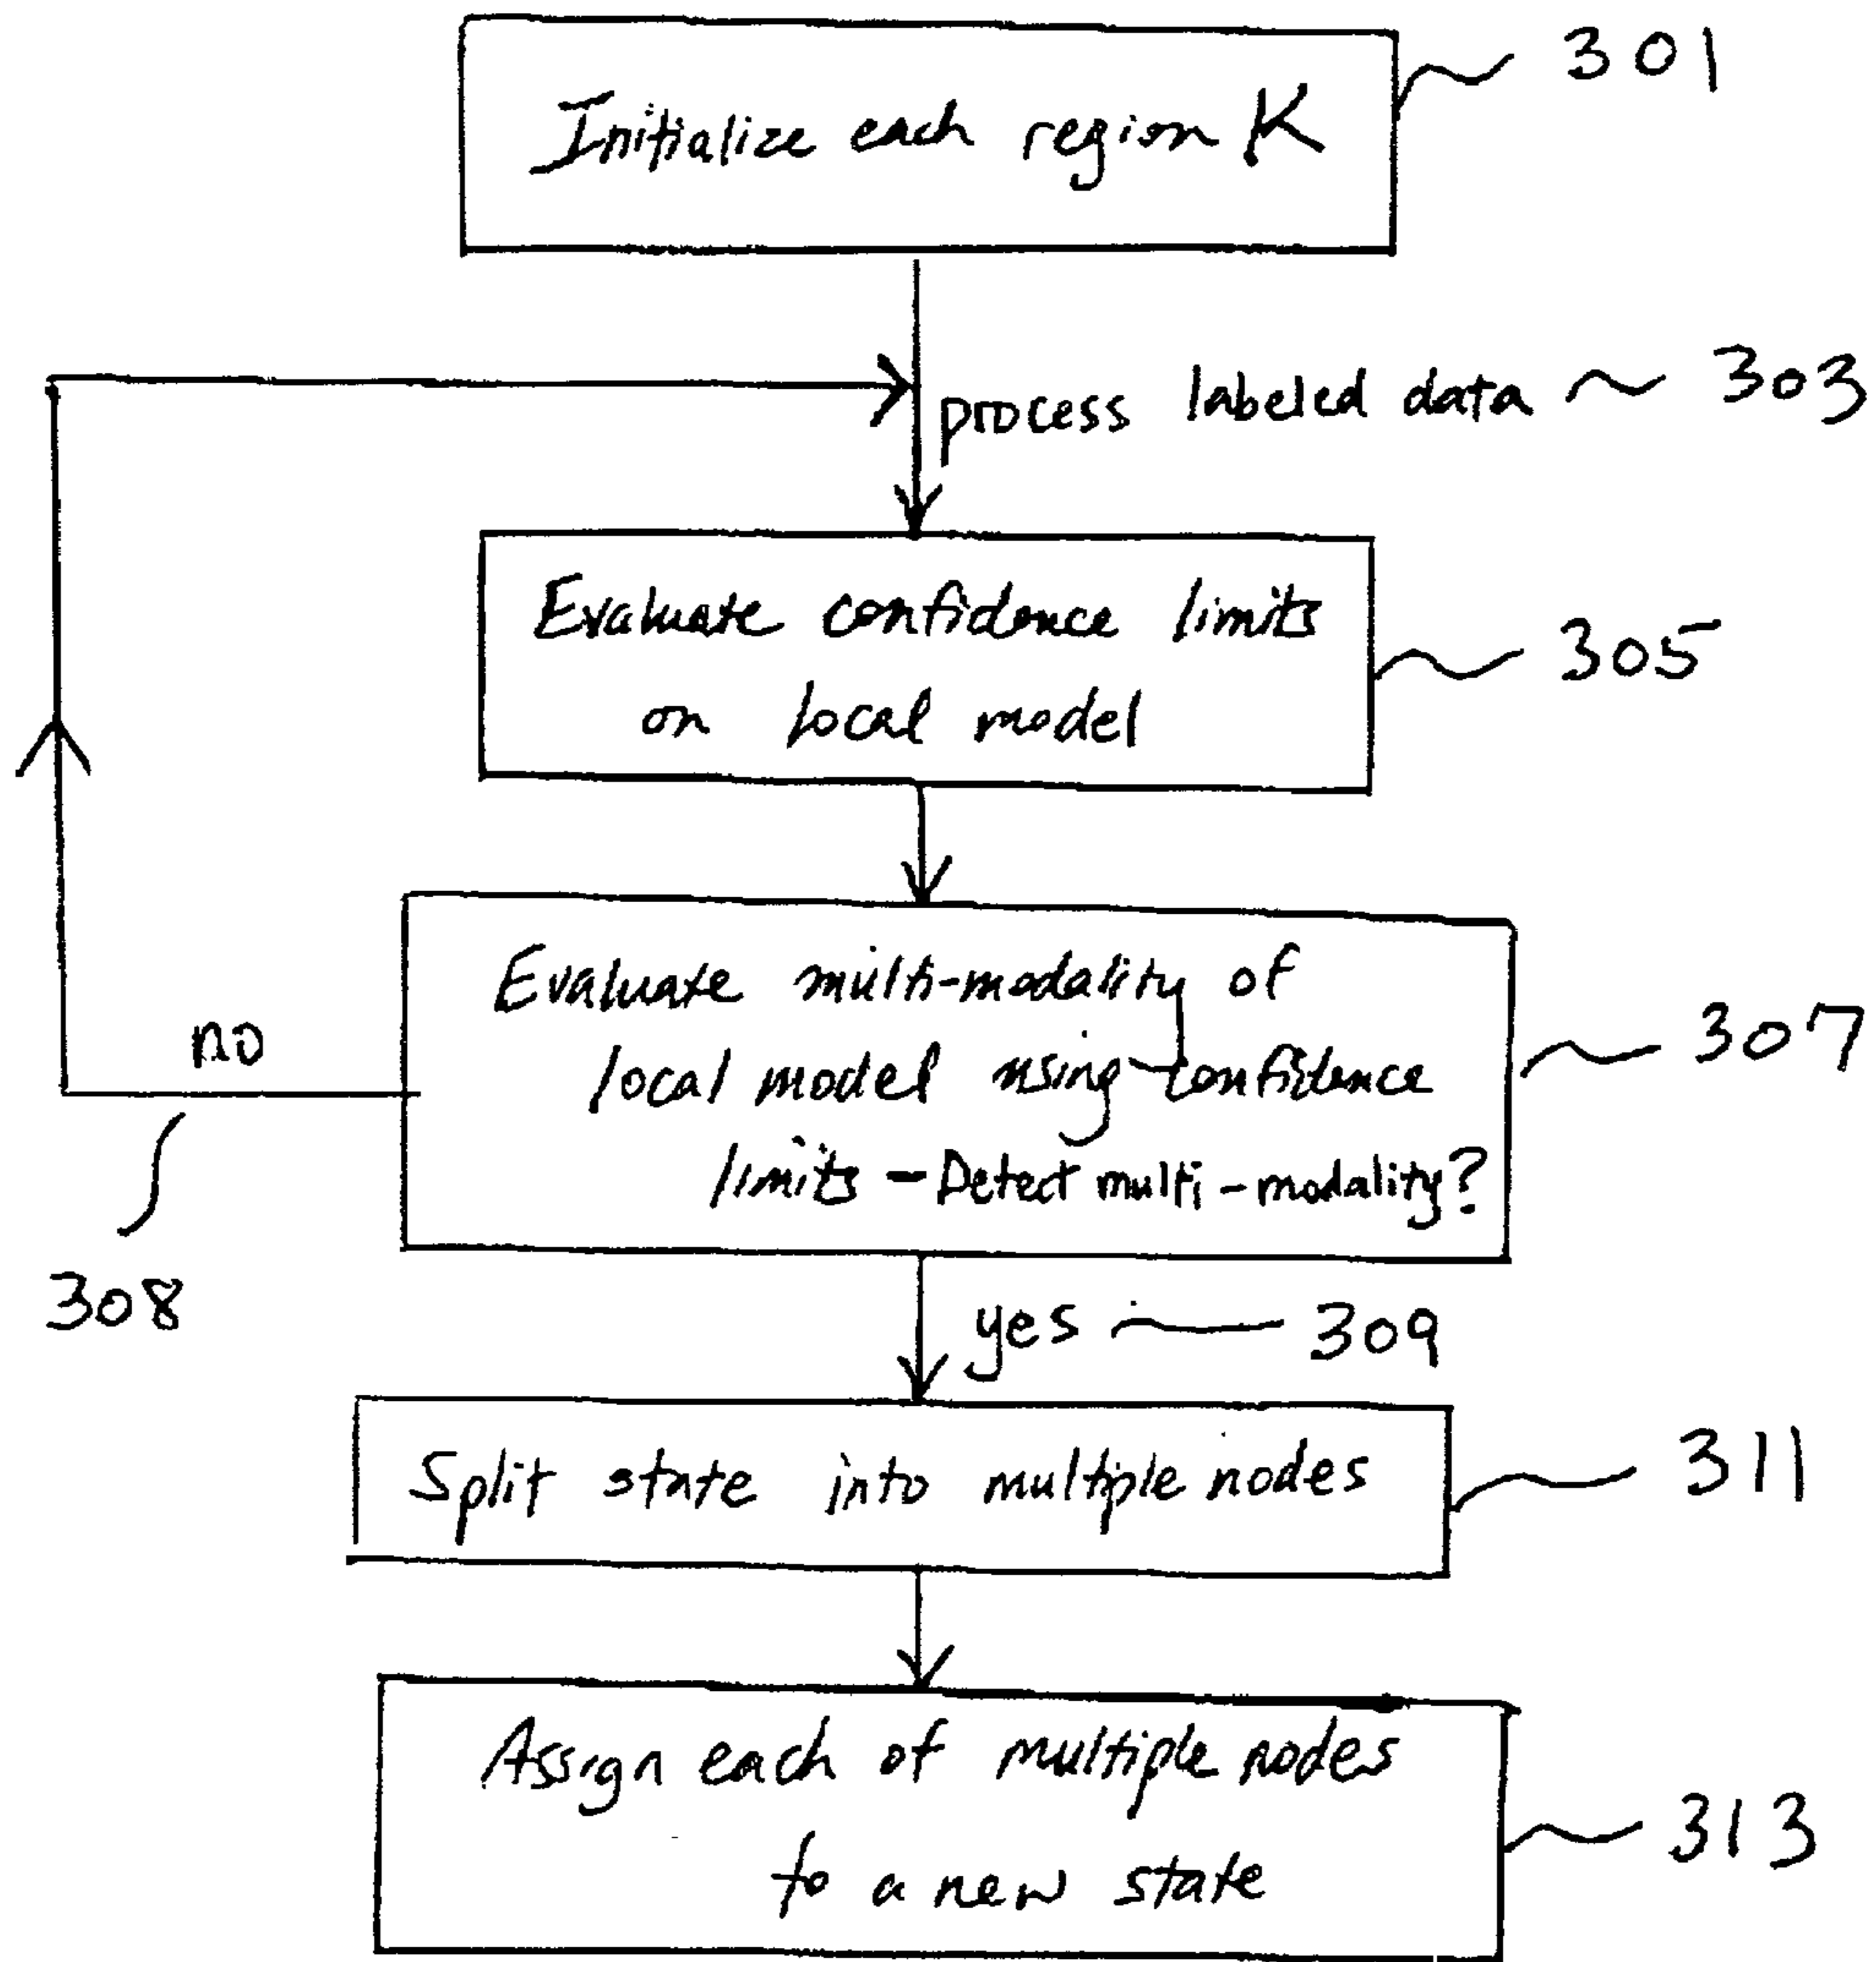 Initialize each region K
301
process labeled data
303
Evaluate confidence limits
on local model
305
Evaluate multi-modality of
local model using confidence
limits - Detect multi-modality?
307
no
308
yes
309
Split state into multiple nodes
311
Assign each of multiple nodes
to a new state
313